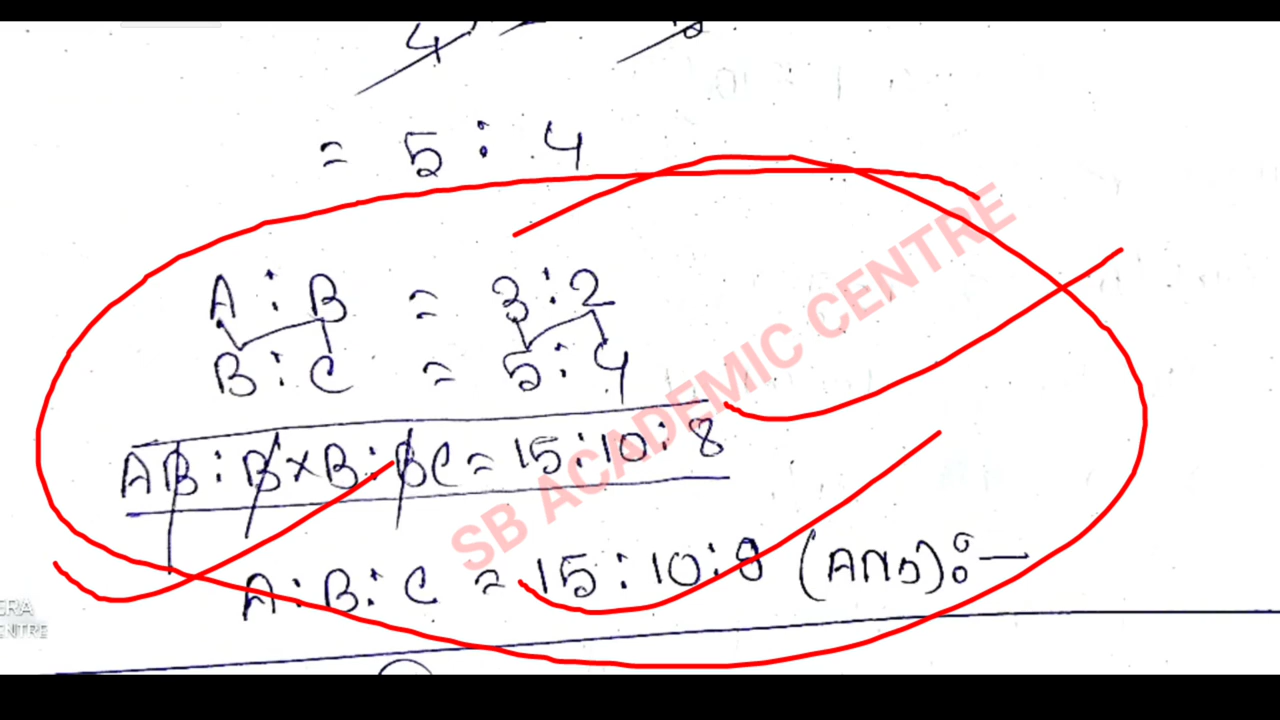 = 5 : 4
A : B = 3 : 2
B : C = 5 : 4
AB : B×B : BC = 15 : 10 : 8
A : B : C = 15 : 10 : 8 (Ans) :—
SB ACADEMIC CENTRE